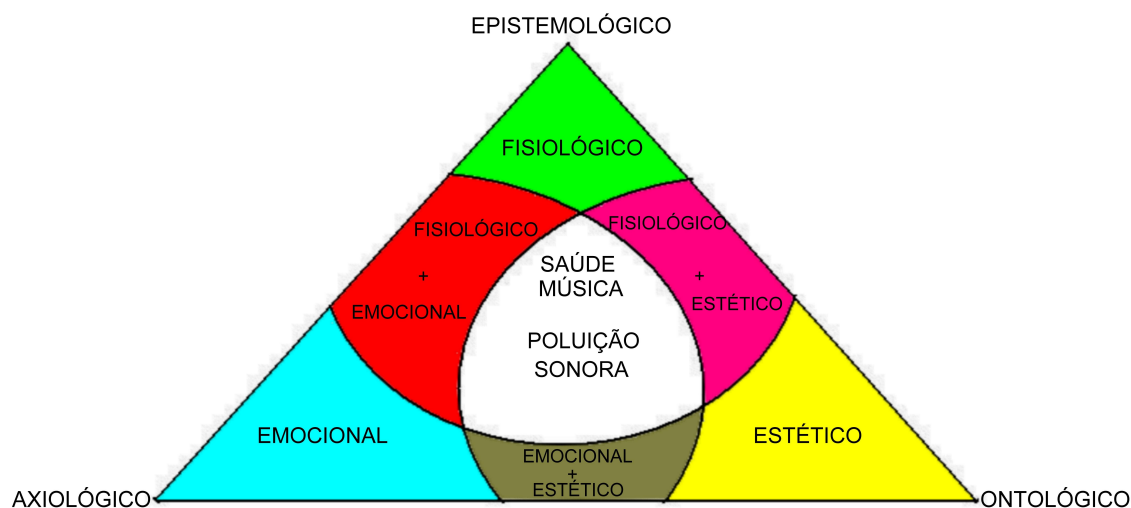 EPISTEMOLÓGICO
FISIOLÓGICO
FISIOLÓGICO
+
EMOCIONAL
FISIOLÓGICO
+
ESTÉTICO
SAÚDE
MÚSICA
POLUIÇÃO
SONORA
EMOCIONAL
ESTÉTICO
EMOCIONAL
+
ESTÉTICO
AXIOLÓGICO
ONTOLÓGICO